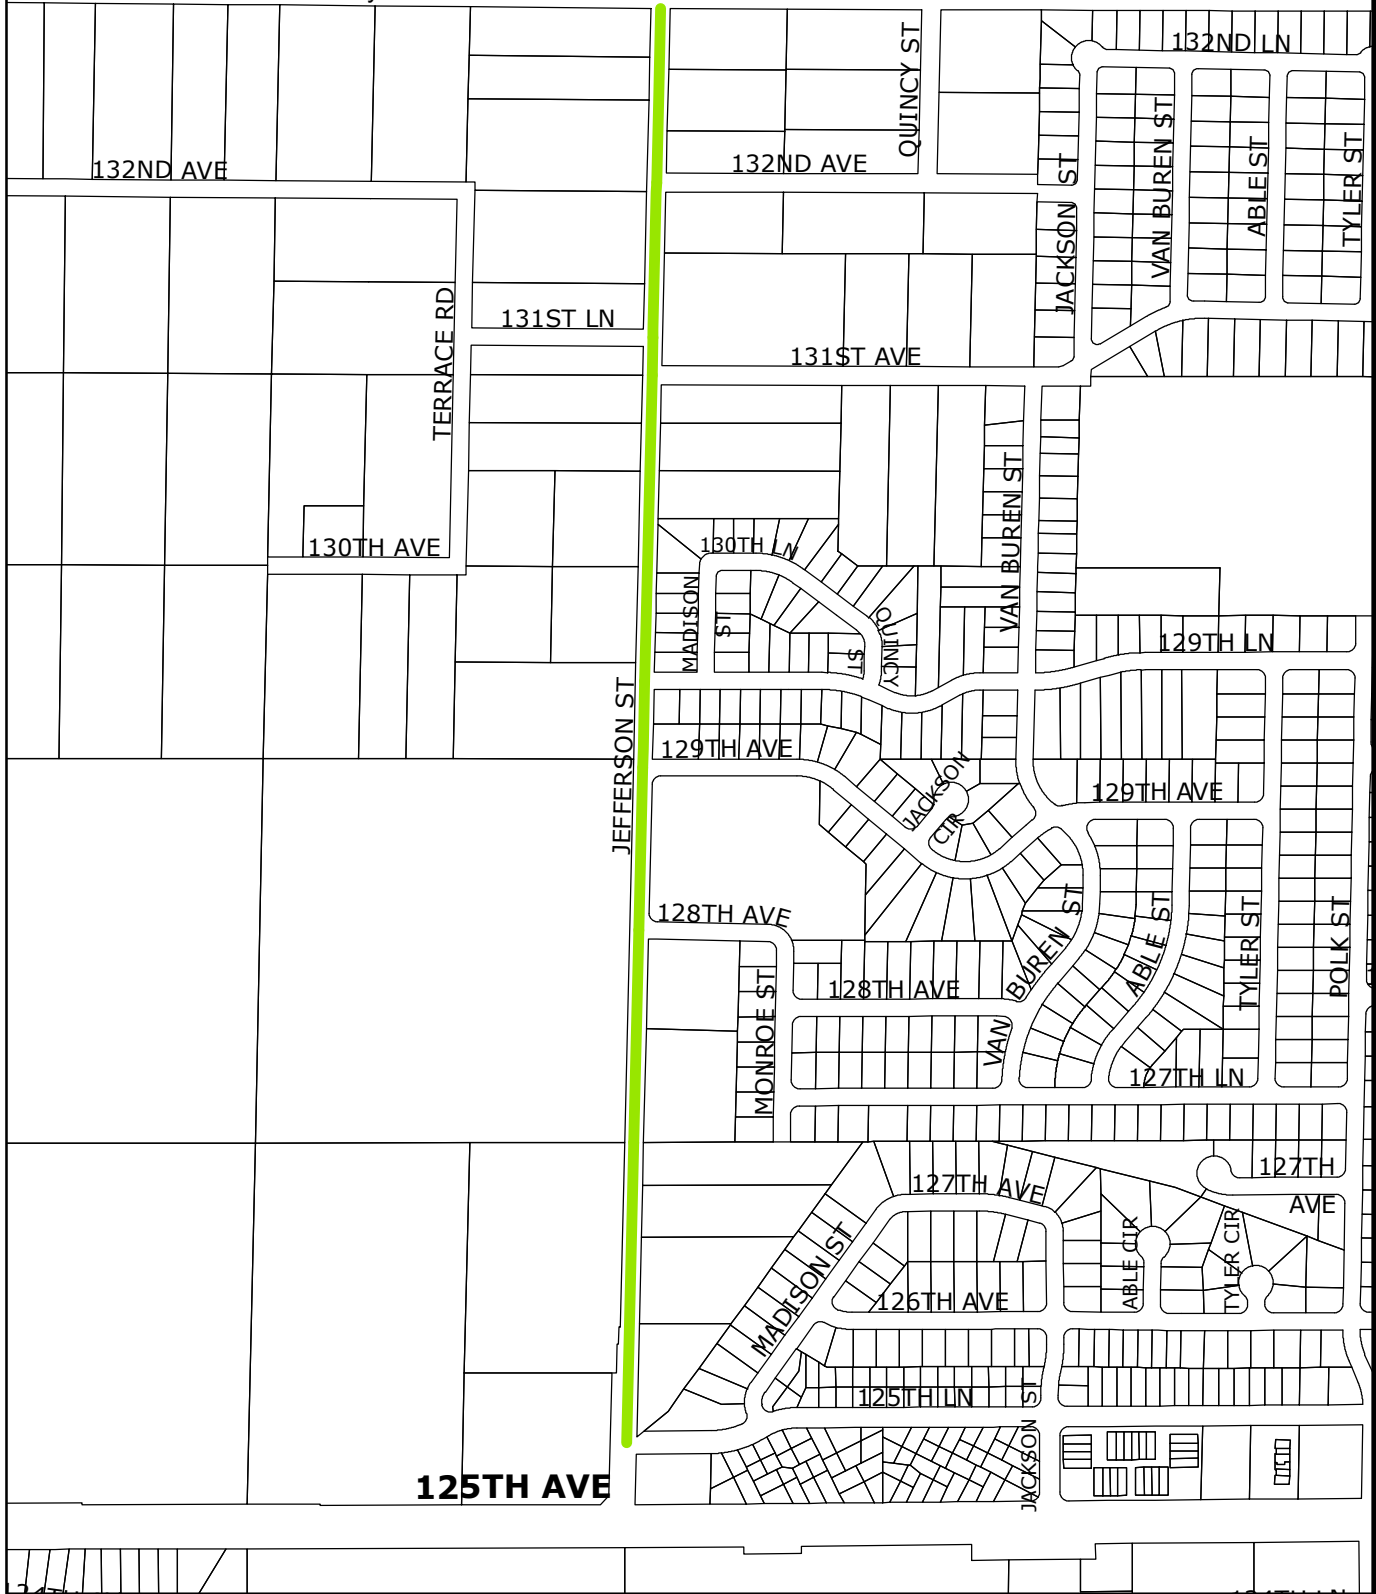 132ND LN
QUINCY ST
132ND AVE
132ND AVE
JACKSON ST
VAN BUREN ST
ABLE ST
TYLER ST
TERRACE RD
131ST LN
131ST AVE
130TH AVE
130TH LN
VAN BUREN ST
MADISON
ST
QUINCY
ST
129TH LN
JEFFERSON ST
129TH AVE
JACKSON
CIR
129TH AVE
128TH AVE
128TH AVE
MONROE ST
VAN BUREN ST
ABLE ST
TYLER ST
POLK ST
127TH LN
127TH AVE
127TH
AVE
MADISON ST
ABLE CIR
TYLER CIR
126TH AVE
125TH LN
JACKSON ST
125TH AVE